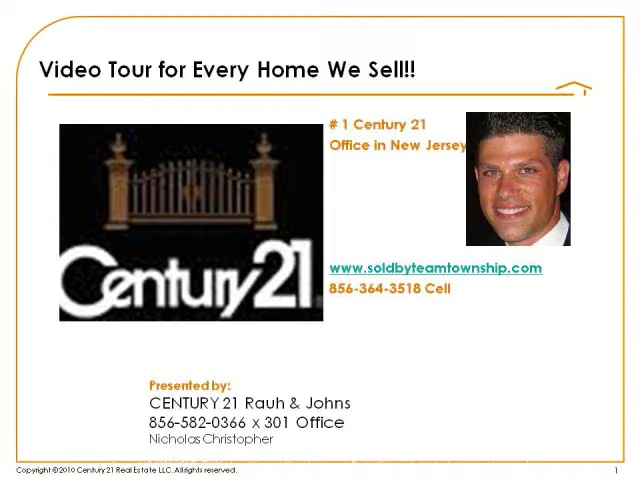 Video Tour for Every Home We Sell!!
# 1 Century 21
Office in New Jersey
Century 21
www.soldbyteamtownship.com
856-364-3518 Cell
Presented by:
CENTURY 21 Rauh & Johns
856-582-0366 x 301 Office
Nicholas Christopher
Copyright ©2010 Century 21 Real Estate LLC. All rights reserved.
1